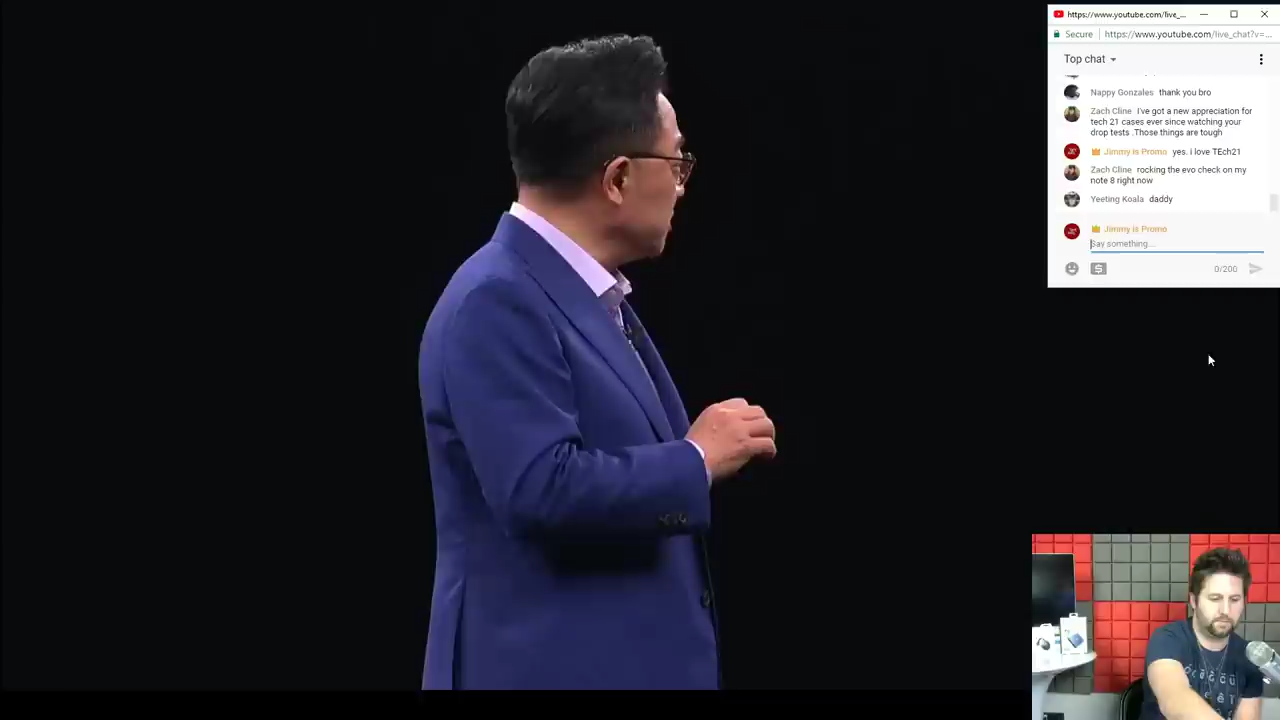 https://www.youtube.com/live_...
Secure
https://www.youtube.com/live_chat?v=...
Top chat
Nappy Gonzales thank you bro
Zach Cline I've got a new appreciation for
tech 21 cases ever since watching your
drop tests .Those things are tough
Jimmy is Promo yes. i love TEch21
Zach Cline rocking the evo check on my
note 8 right now
Yeeting Koala daddy
Jimmy is Promo
Say something...
0/200